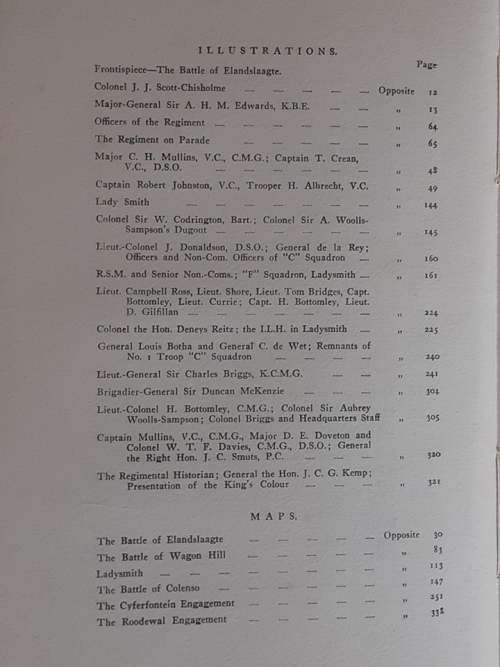 ILLUSTRATIONS.
Page
Frontispiece—The Battle of Elandslaagte.
Colonel J. J. Scott-Chisholme — — — — — Opposite 12
Major-General Sir A. H. M. Edwards, K.B.E. — — „ 13
Officers of the Regiment — — — — — „ 64
The Regiment on Parade — — — — „ 65
Major C. H. Mullins, V.C., C.M.G.; Captain T. Crean,
V.C., D.S.O. — — — — — „ 48
Captain Robert Johnston, V.C., Trooper H. Albrecht, V.C. „ 49
Lady Smith — — — — — „ 144
Colonel Sir W. Codrington, Bart.; Colonel Sir A. Woolls-
Sampson's Dugout — — — — — „ 145
Lieut.-Colonel J. Donaldson, D.S.O.; General de la Rey;
Officers and Non-Com. Officers of "C" Squadron — „ 160
R.S.M. and Senior Non.-Coms.; "F" Squadron, Ladysmith — „ 161
Lieut. Campbell Ross, Lieut. Shore, Lieut. Tom Bridges, Capt.
Bottomley, Lieut. Currie; Capt. H. Bottomley, Lieut.
D. Gilfillan — — — — — „ 224
Colonel the Hon. Deneys Reitz; the I.L.H. in Ladysmith — „ 225
General Louis Botha and General C. de Wet; Remnants of
No. 1 Troop "C" Squadron — — — — „ 240
Lieut.-General Sir Charles Briggs, K.C.M.G. — — „ 241
Brigadier-General Sir Duncan McKenzie — — — „ 304
Lieut.-Colonel H. Bottomley, C.M.G.; Colonel Sir Aubrey
Woolls-Sampson; Colonel Briggs and Headquarters Staff „ 305
Captain Mullins, V.C., C.M.G., Major D. E. Doveton and
Colonel W. T. F. Davies, C.M.G., D.S.O.; General
the Right Hon. J. C. Smuts, P.C. — — — „ 320
The Regimental Historian; General the Hon. J. C. G. Kemp;
Presentation of the King's Colour — — — „ 321
MAPS.
The Battle of Elandslaagte — — — — — Opposite 30
The Battle of Wagon Hill — — — — — „ 83
Ladysmith — — — — — — — „ 113
The Battle of Colenso — — — — — „ 147
The Cyferfontein Engagement — — — — „ 251
The Roodewal Engagement — — — — „ 338